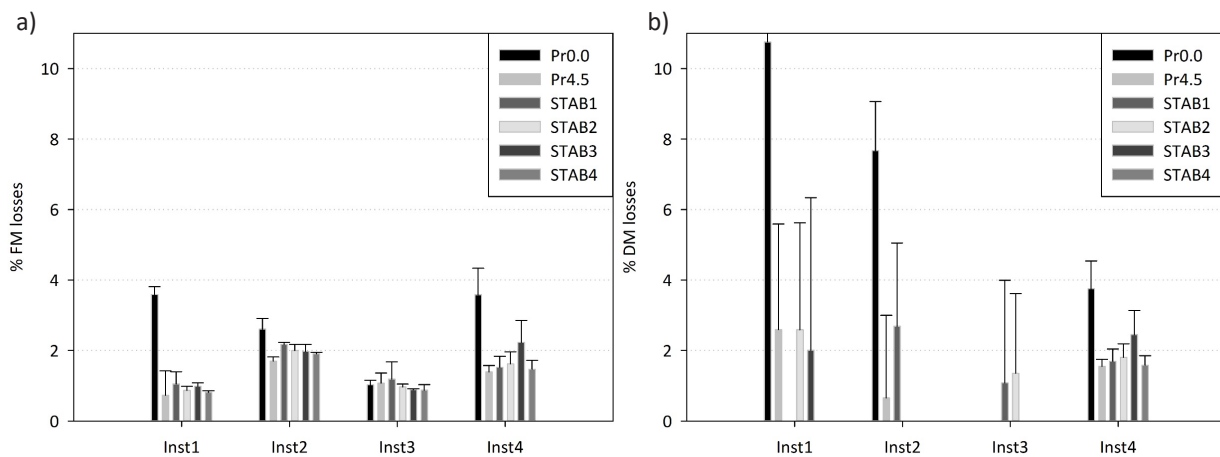 a)
% FM losses
10
8
6
4
2
0
Pr0.0
Pr4.5
STAB1
STAB2
STAB3
STAB4
Inst1 Inst2 Inst3 Inst4
b)
% DM losses
10
8
6
4
2
0
Pr0.0
Pr4.5
STAB1
STAB2
STAB3
STAB4
Inst1 Inst2 Inst3 Inst4